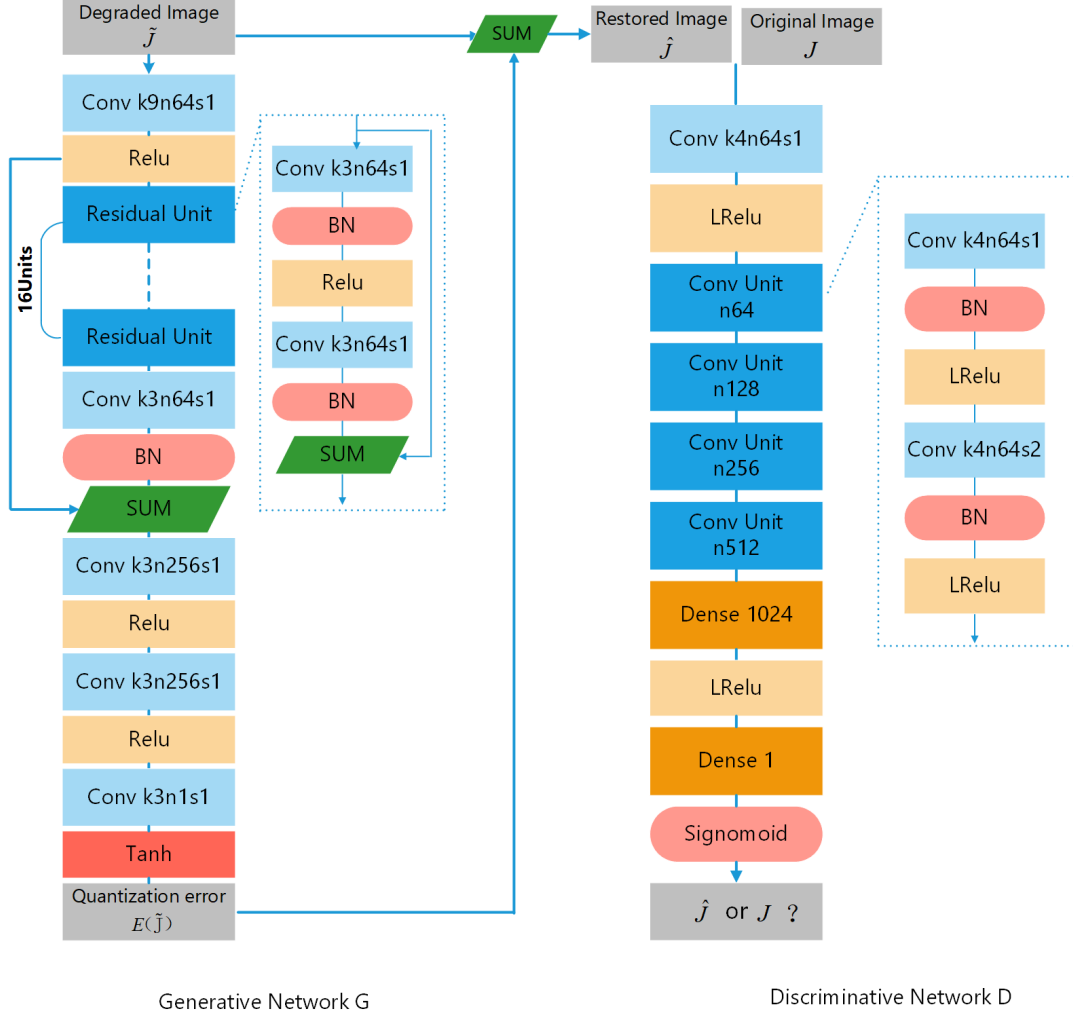 Degraded Image
J̃
SUM
Restored Image
Ĵ
Original Image
J
Conv k9n64s1
Relu
Residual Unit
16Units
Residual Unit
Conv k3n64s1
BN
SUM
Conv k3n256s1
Relu
Conv k3n256s1
Relu
Conv k3n1s1
Tanh
Quantization error
E(J̃)
Conv k3n64s1
BN
Relu
Conv k3n64s1
BN
SUM
Conv k4n64s1
LRelu
Conv Unit
n64
Conv Unit
n128
Conv Unit
n256
Conv Unit
n512
Dense 1024
LRelu
Dense 1
Signomoid
Ĵ or J ?
Conv k4n64s1
BN
LRelu
Conv k4n64s2
BN
LRelu
Generative Network G
Discriminative Network D